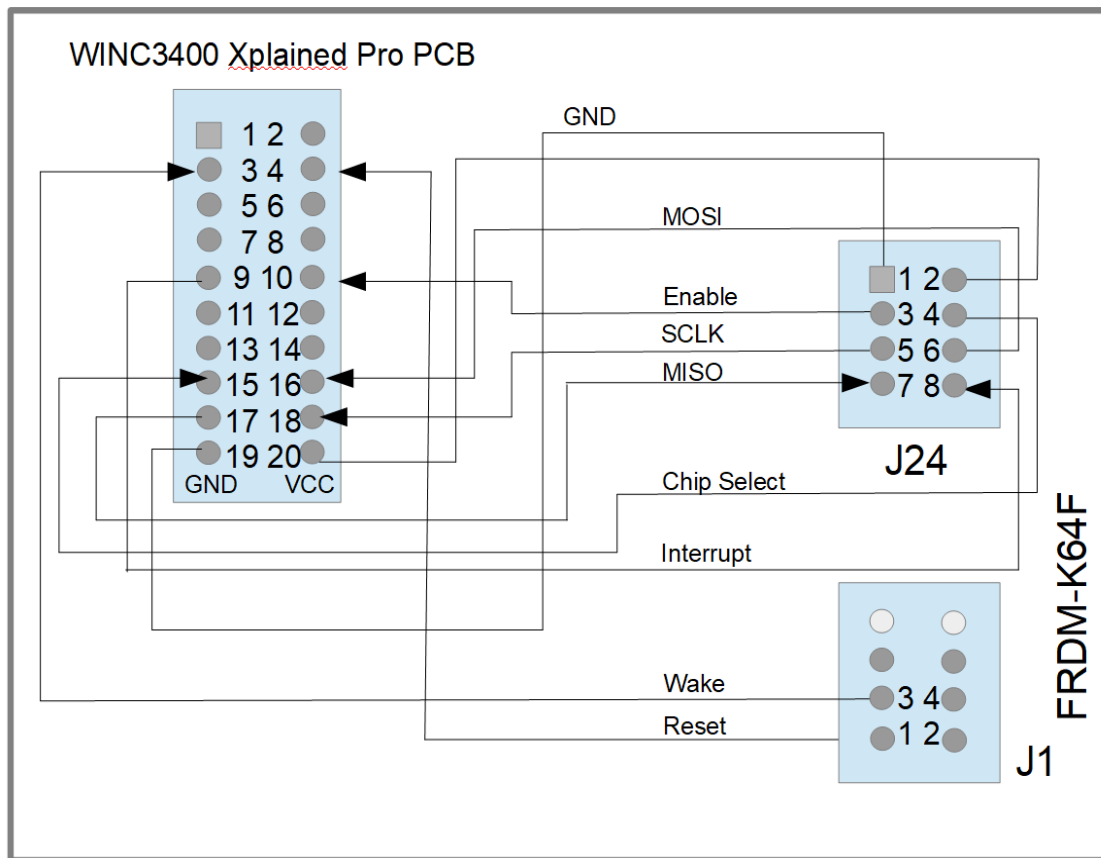 WINC3400 Xplained Pro PCB
1 2
3 4
5 6
7 8
9 10
11 12
13 14
15 16
17 18
19 20
GND VCC
GND
MOSI
Enable
SCLK
MISO
1 2
3 4
5 6
7 8
J24
Chip Select
Interrupt
Wake
Reset
3 4
1 2
J1
FRDM-K64F